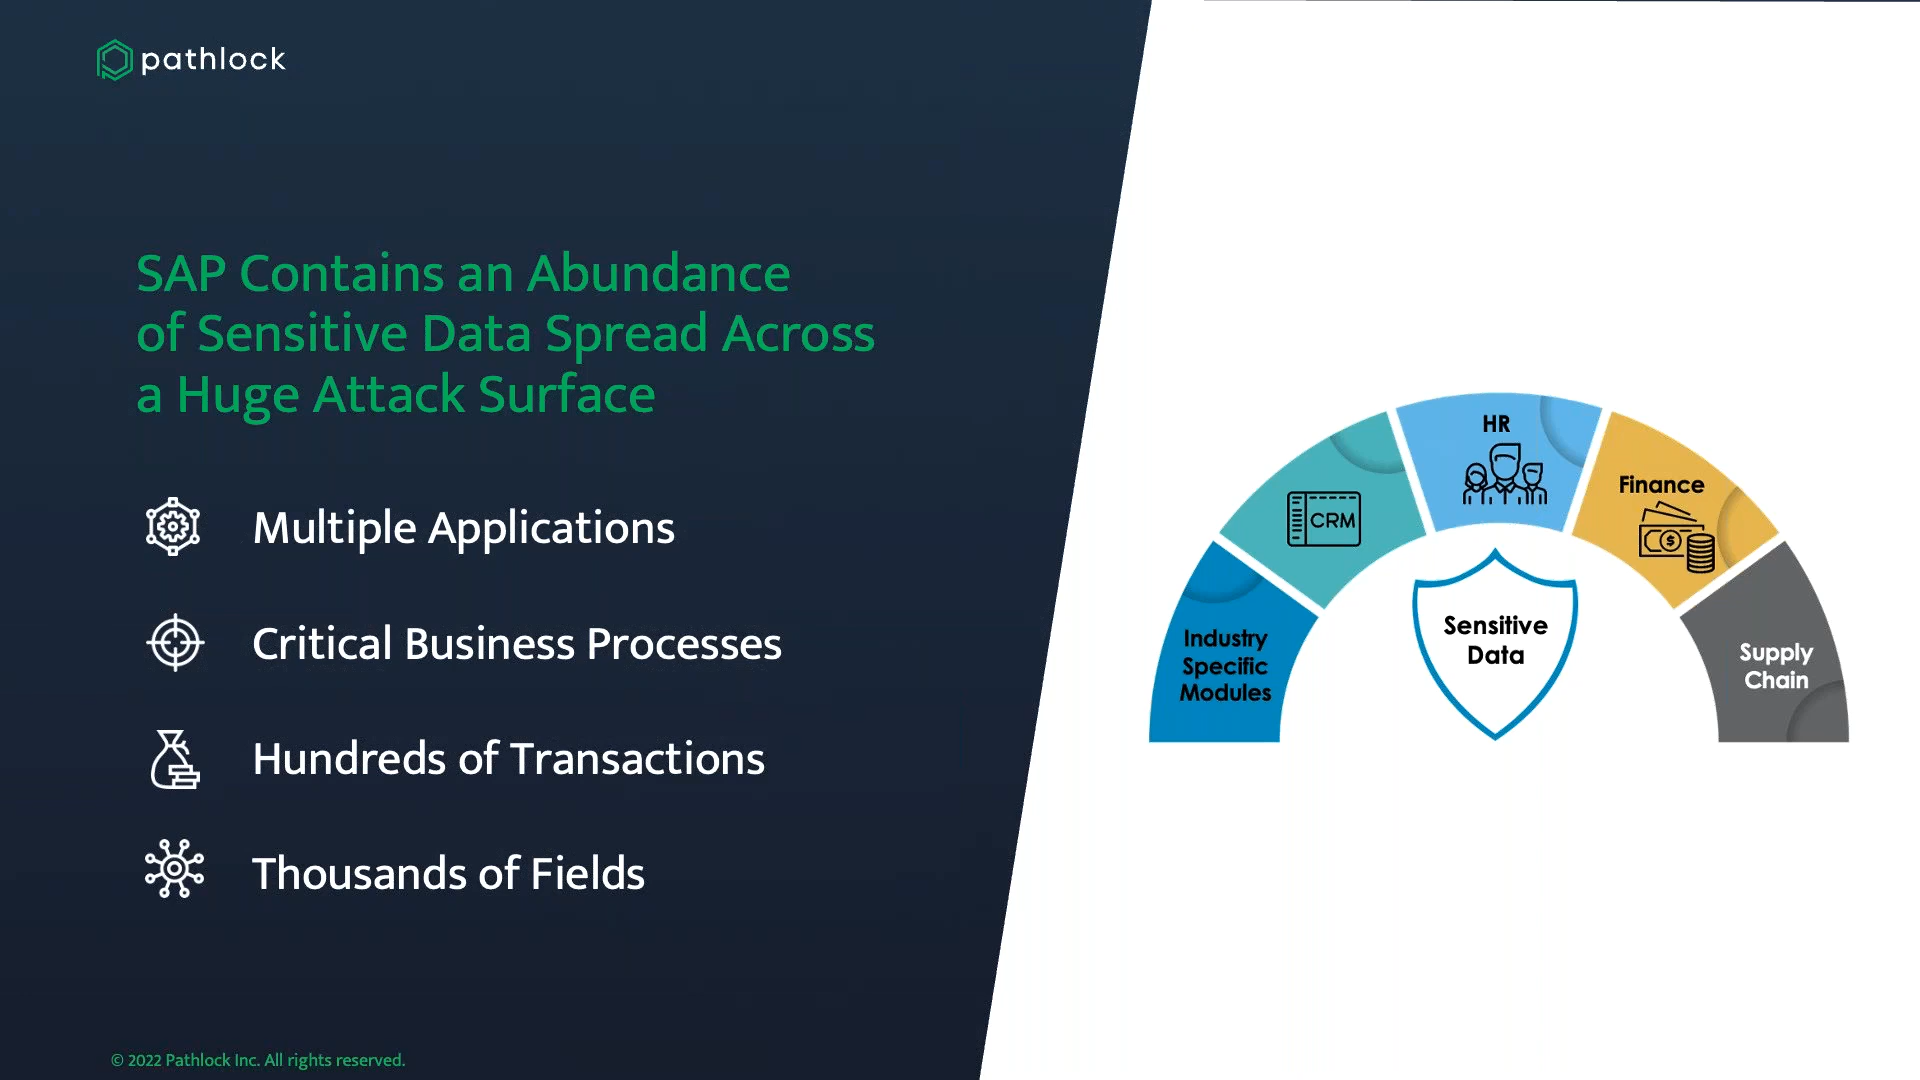 pathlock
SAP Contains an Abundance
of Sensitive Data Spread Across
a Huge Attack Surface
Multiple Applications
Critical Business Processes
Hundreds of Transactions
Thousands of Fields
© 2022 Pathlock Inc. All rights reserved.
Industry
Specific
Modules
CRM
HR
Finance
$
Supply
Chain
Sensitive
Data